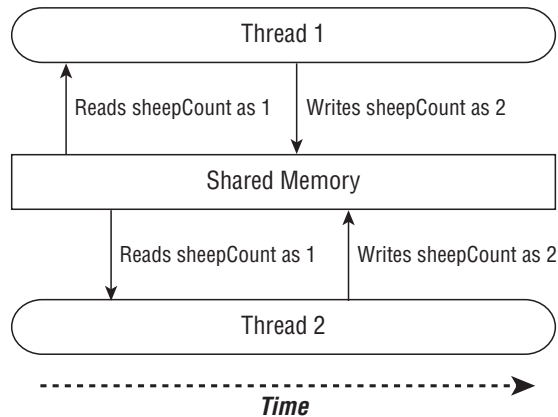 Thread 1
Reads sheepCount as 1
Writes sheepCount as 2
Shared Memory
Reads sheepCount as 1
Writes sheepCount as 2
Thread 2
Time